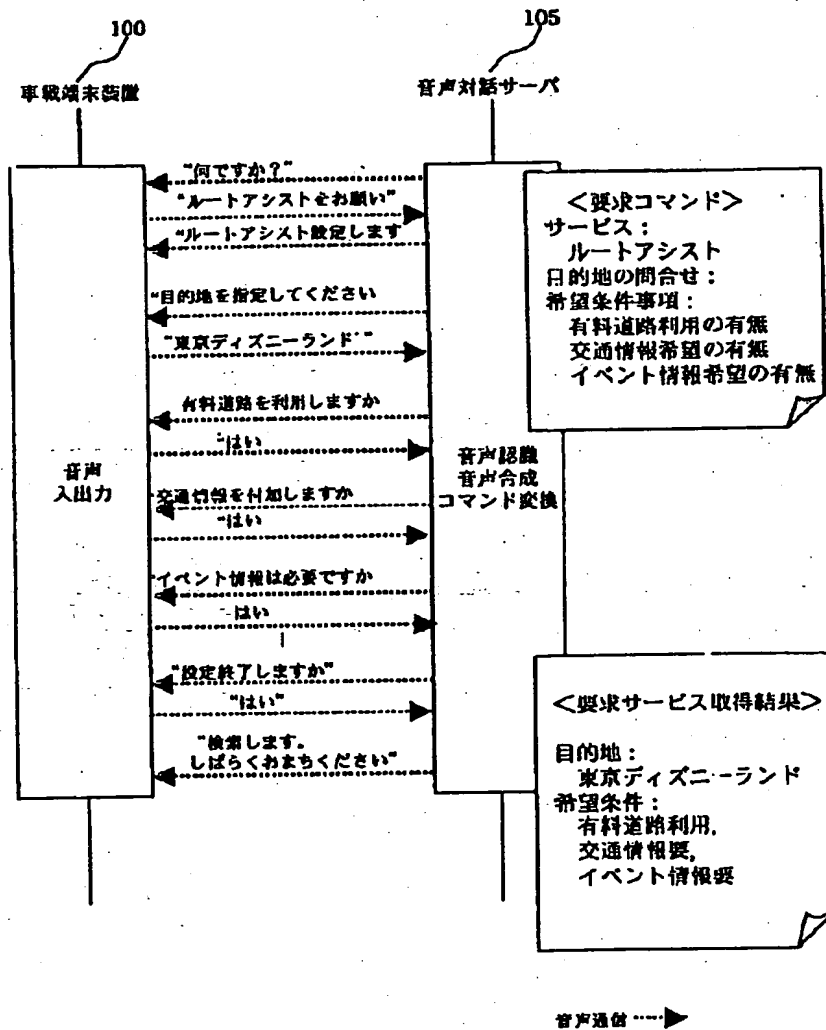 100
105
車載端末装置
音声対話サーバ
"何ですか?"
"ルートアシストをお願い"
"ルートアシスト設定します
"目的地を指定してください
"東京ディズニーランド"
有料道路を利用しますか
"はい
交通情報を付加しますか
"はい
"イベント情報は必要ですか
はい
"設定終了しますか"
"はい"
"検索します。
しばらくおまちください"
音声
入出力
音声認識
音声合成
コマンド変換
<要求コマンド>
サービス:
ルートアシスト
目的地の問合せ:
希望条件事項:
有料道路利用の有無
交通情報希望の有無
イベント情報希望の有無
<要求サービス取得結果>
目的地:
東京ディズニーランド
希望条件:
有料道路利用,
交通情報要,
イベント情報要
音声通信